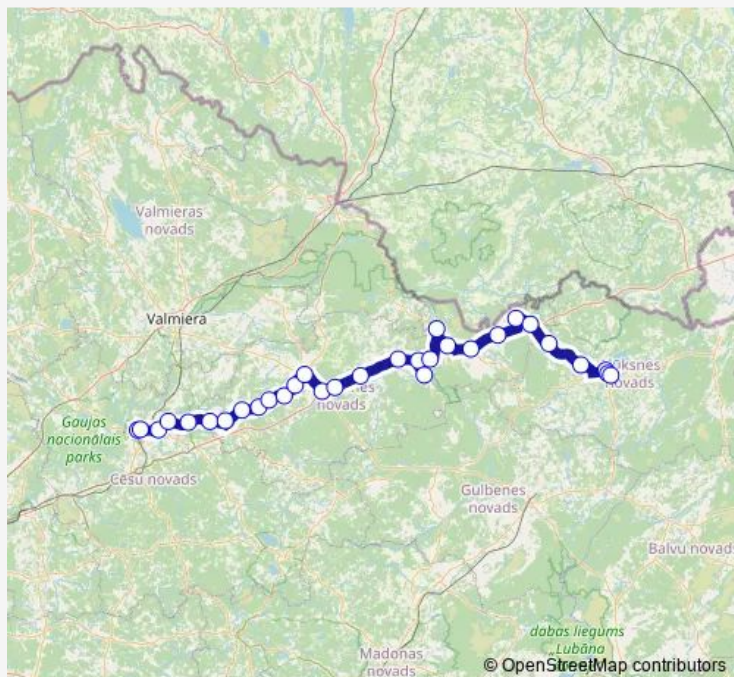 Valmieras
novads
Valmiera
novads
Gaujas
nacionālais
parks
Cēsu novads
novads
Gulbenes
novads
Balvu novads
dabas liegums
"Lubāna
Madonas
novads
© OpenStreetMap contributors